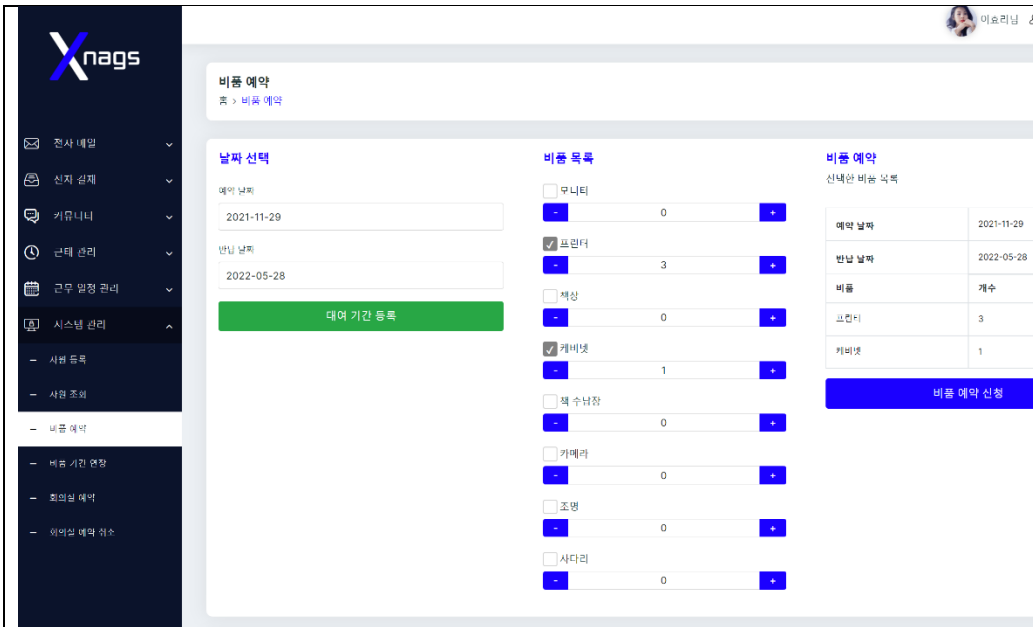 Xnags
이효리님
비품 예약
홈 > 비품 예약
전사 메일
커뮤니티
근태 관리
근무 일정 관리
시스템 관리
사원 등록
사원 조회
비품 예약
비품 기간 연장
회의실 예약
회의실 예약 취소
날짜 선택
예약 날짜
2021-11-29
반납 날짜
2022-05-28
대여 기간 등록
비품 목록
모니터
- 0 +
프린터
- 3 +
책상
- 0 +
캐비넷
- 1 +
책 수납장
- 0 +
카메라
- 0 +
조명
- 0 +
사다리
- 0 +
비품 예약
선택한 비품 목록
예약 날짜 2021-11-29
반납 날짜 2022-05-28
비품 개수
프린터 3
캐비넷 1
비품 예약 신청